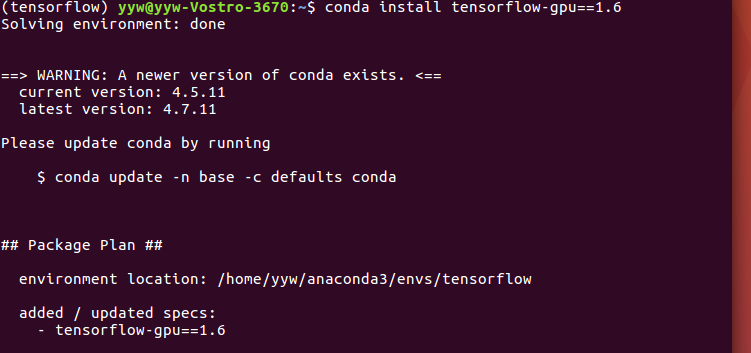 (tensorflow) yyw@yyw-Vostro-3670:~$ conda install tensorflow-gpu==1.6
Solving environment: done
==> WARNING: A newer version of conda exists. <==
current version: 4.5.11
latest version: 4.7.11
Please update conda by running
$ conda update -n base -c defaults conda
## Package Plan ##
environment location: /home/yyw/anaconda3/envs/tensorflow
added / updated specs:
- tensorflow-gpu==1.6